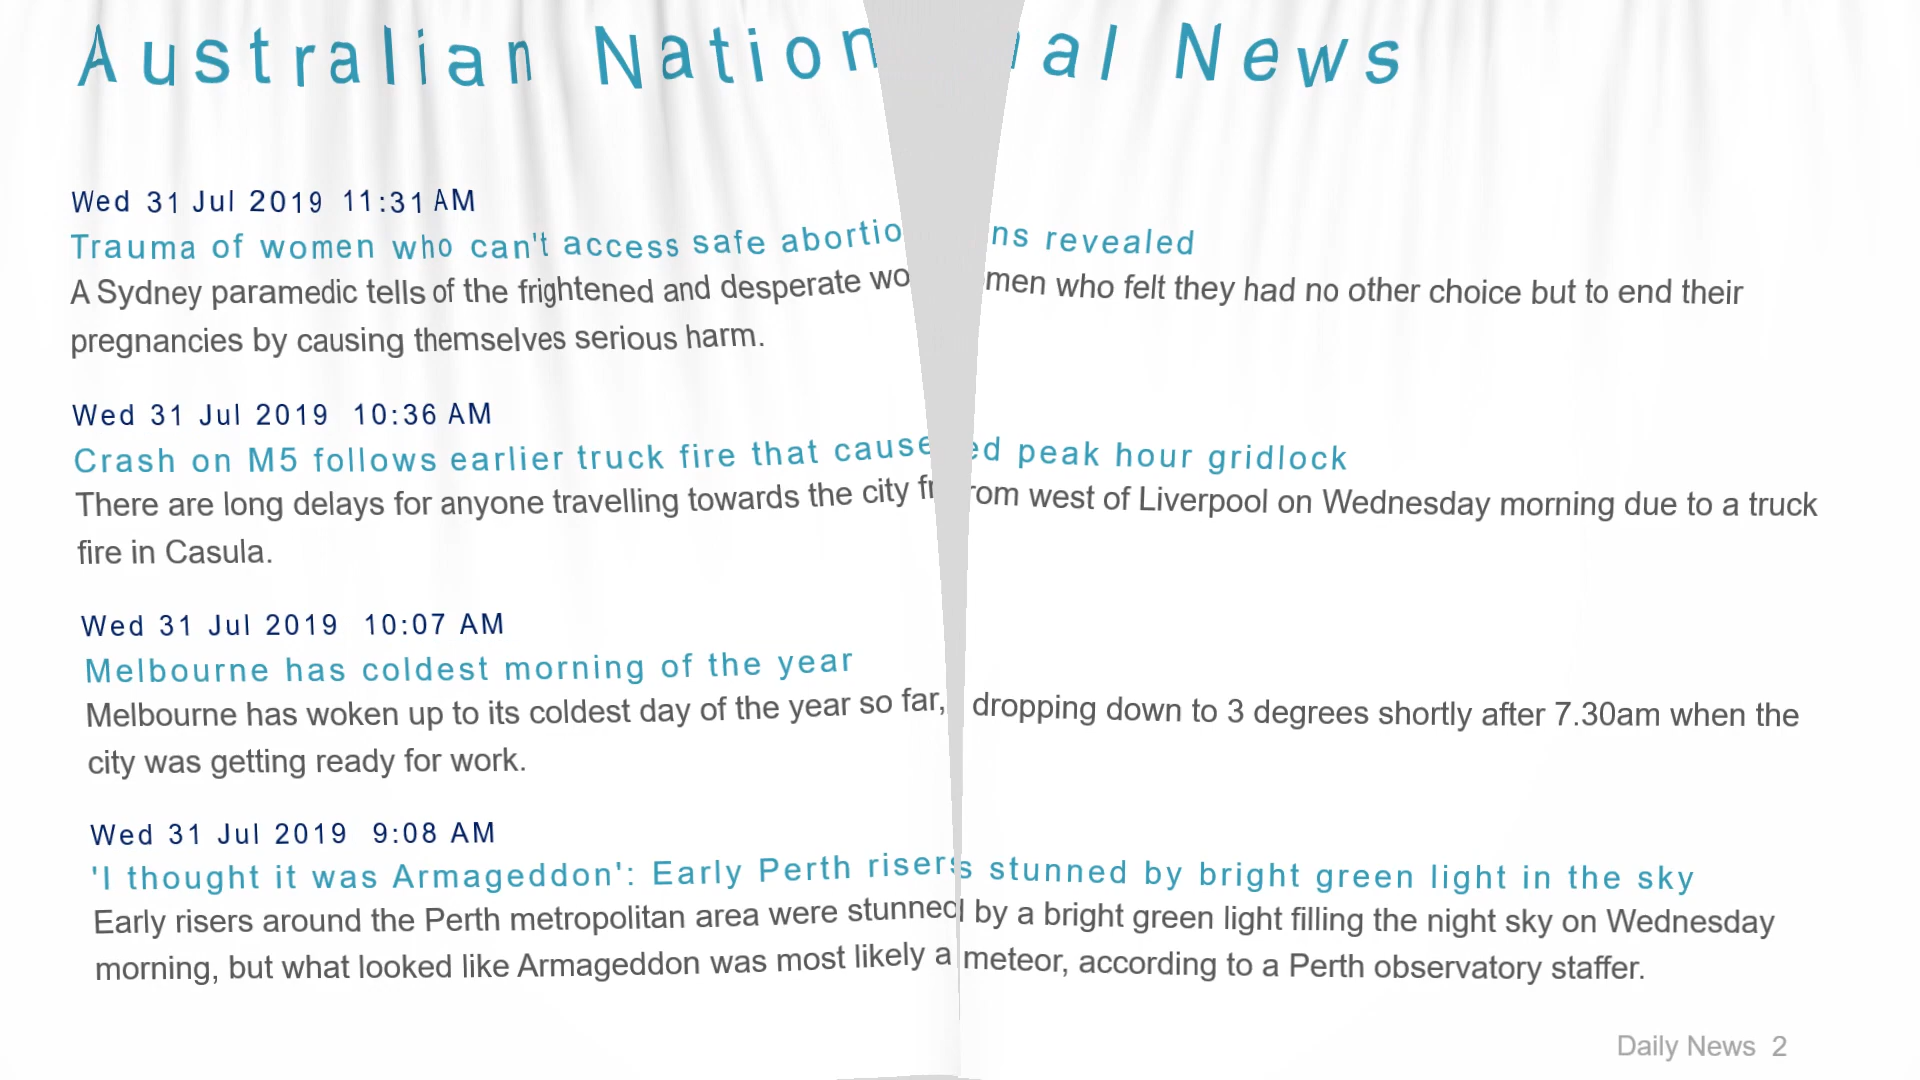 Australian National News
Wed 31 Jul 2019 11:31 AM
Trauma of women who can't access safe abortions revealed
A Sydney paramedic tells of the frightened and desperate women who felt they had no other choice but to end their
pregnancies by causing themselves serious harm.
Wed 31 Jul 2019 10:36 AM
Crash on M5 follows earlier truck fire that caused peak hour gridlock
There are long delays for anyone travelling towards the city from west of Liverpool on Wednesday morning due to a truck
fire in Casula.
Wed 31 Jul 2019 10:07 AM
Melbourne has coldest morning of the year
Melbourne has woken up to its coldest day of the year so far, dropping down to 3 degrees shortly after 7.30am when the
city was getting ready for work.
Wed 31 Jul 2019 9:08 AM
'I thought it was Armageddon': Early Perth risers stunned by bright green light in the sky
Early risers around the Perth metropolitan area were stunned by a bright green light filling the night sky on Wednesday
morning, but what looked like Armageddon was most likely a meteor, according to a Perth observatory staffer.
Daily News 2